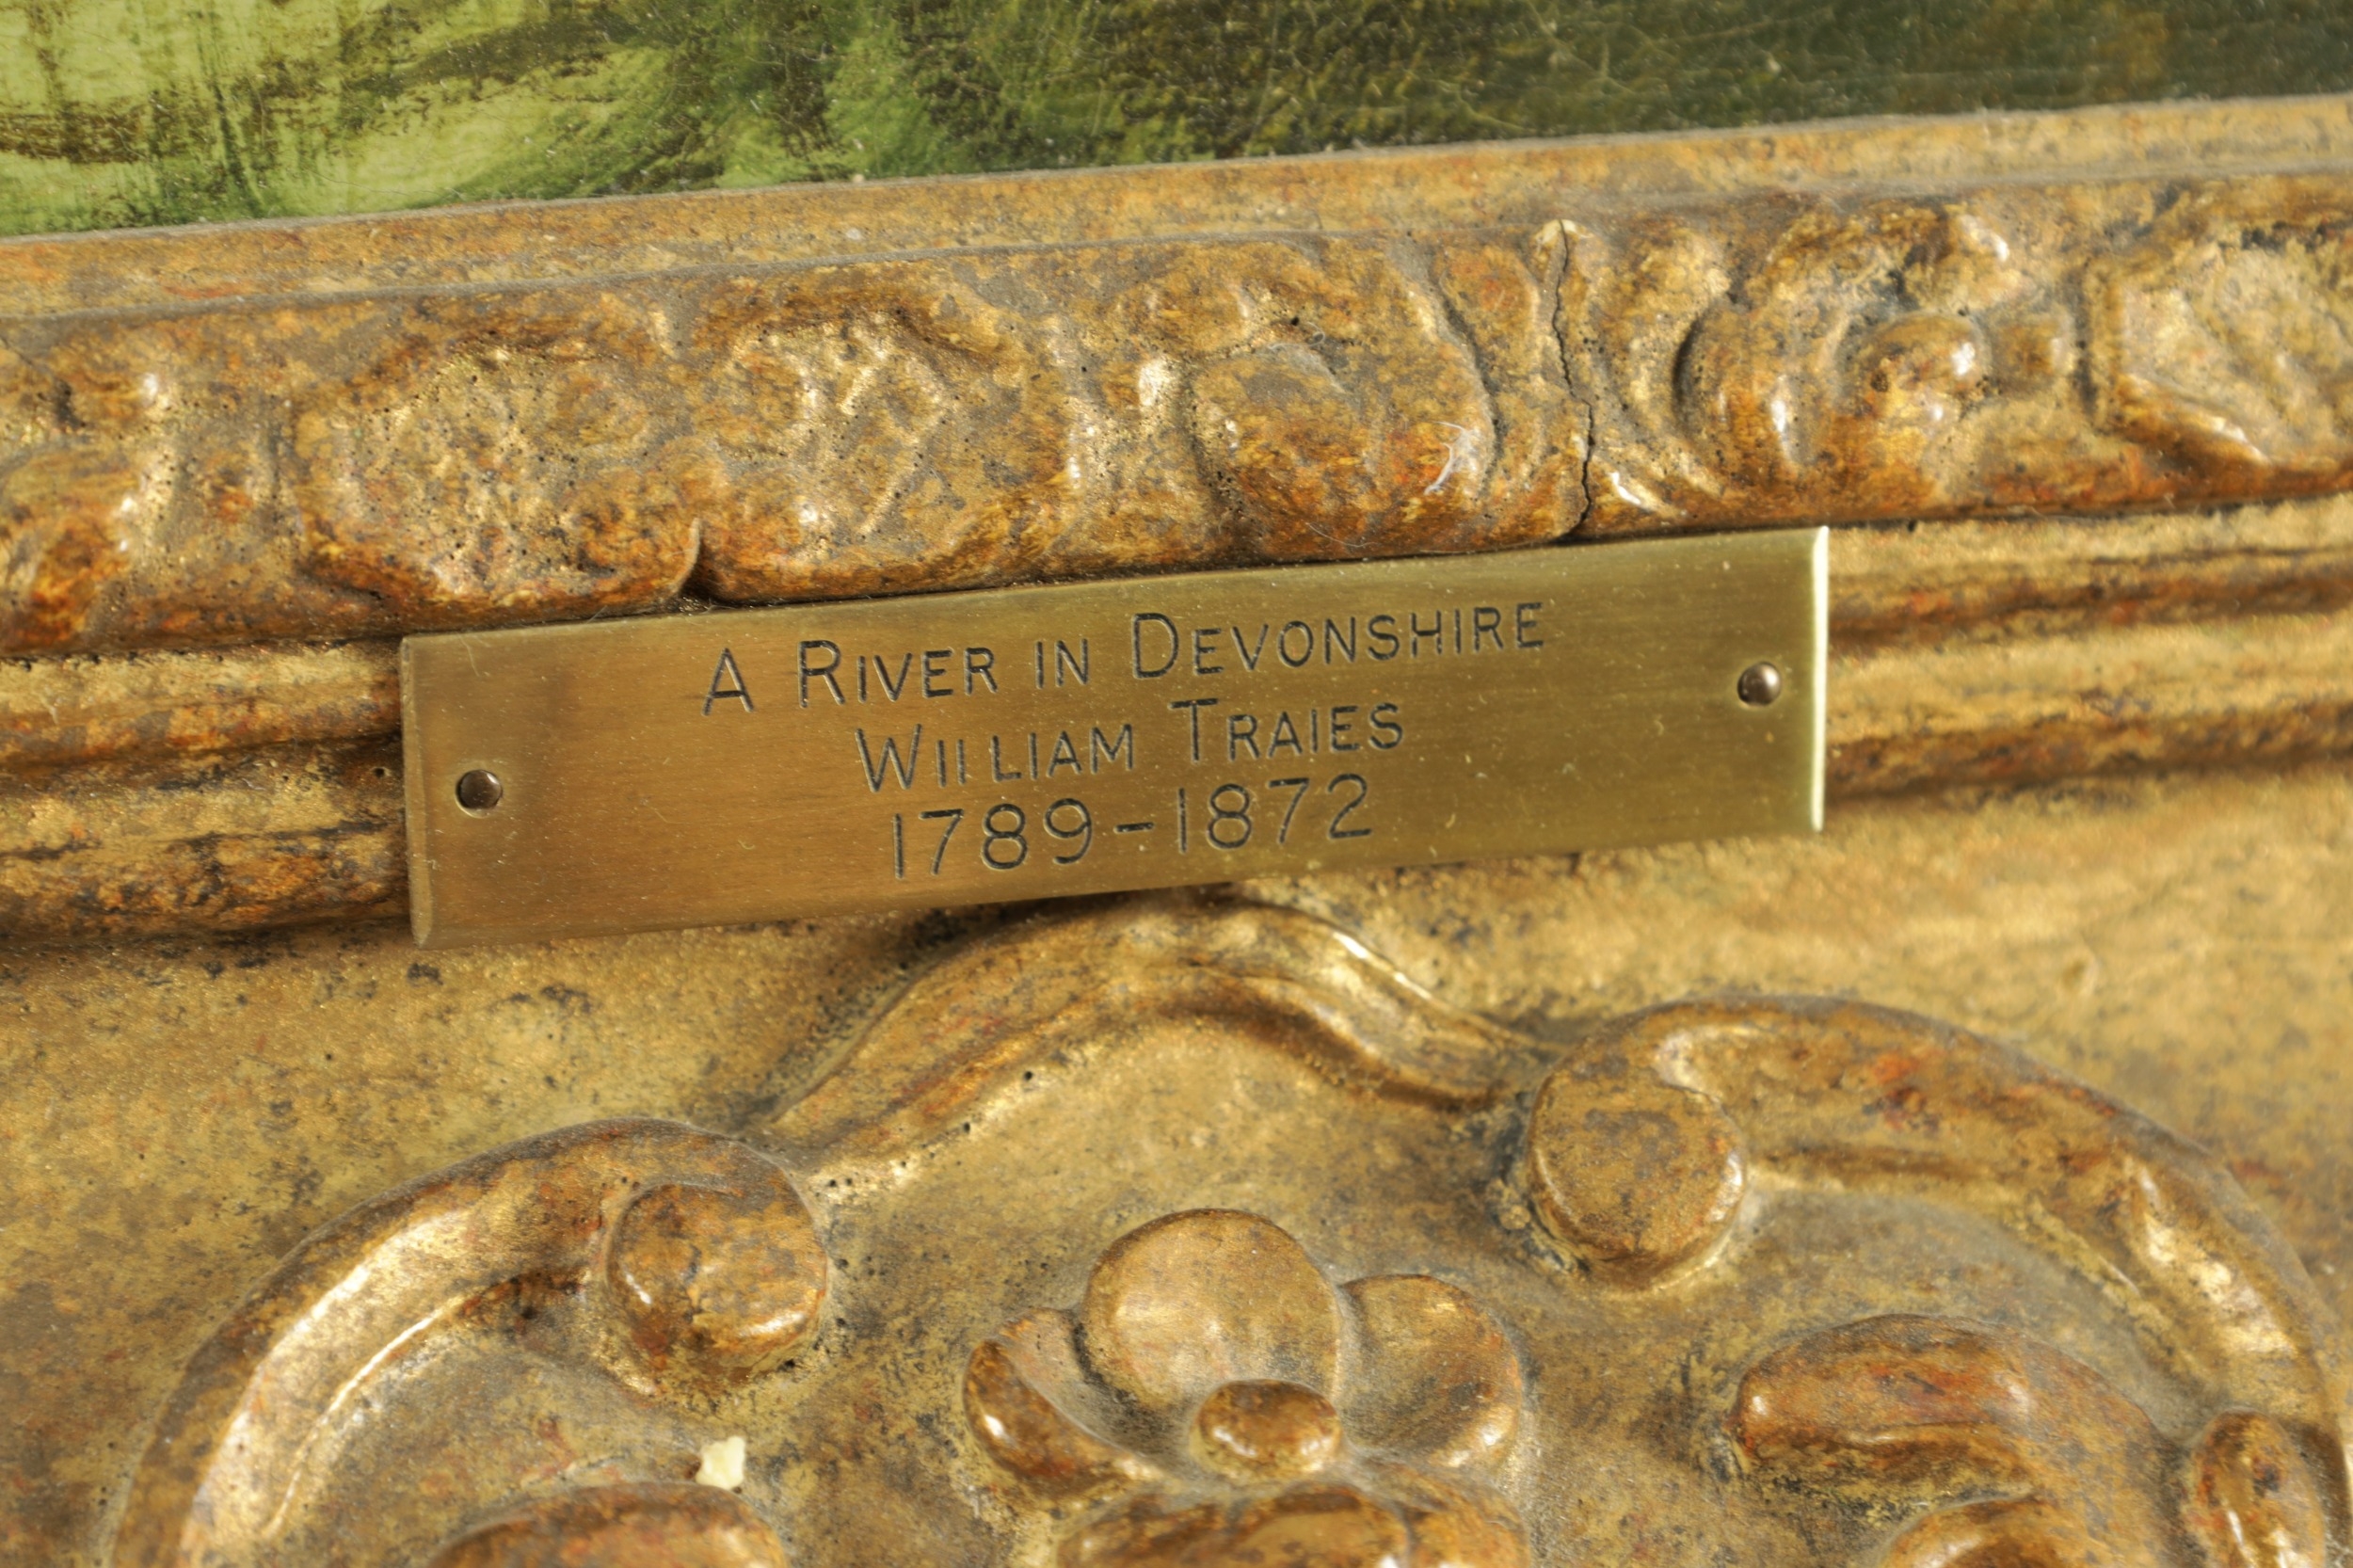 A RIVER IN DEVONSHIRE
WILLIAM TRAIES
1789-1872